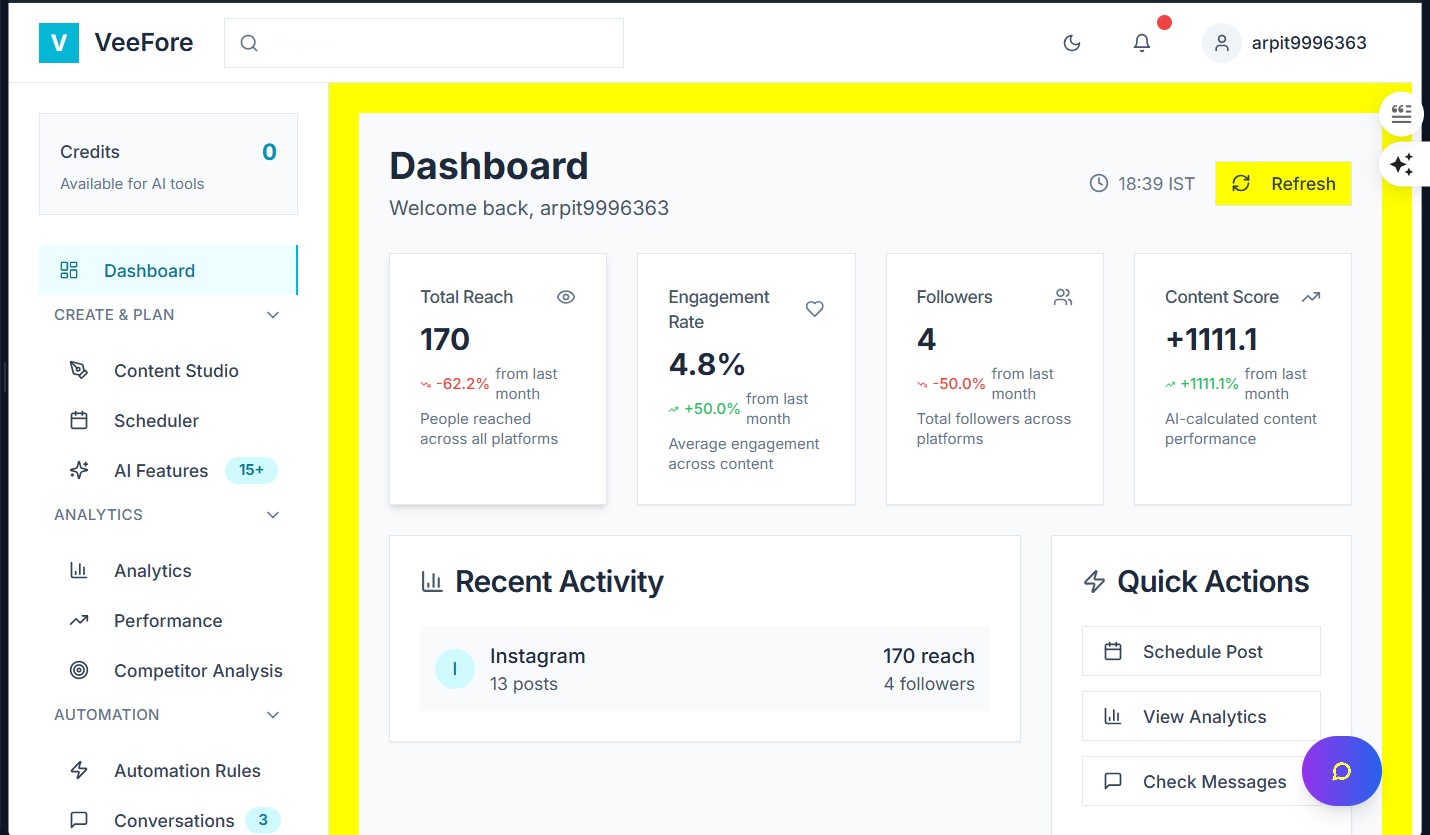 V VeeFore
arpit9996363
Credits 0
Available for AI tools
Dashboard
CREATE & PLAN
Content Studio
Scheduler
AI Features 15+
ANALYTICS
Analytics
Performance
Competitor Analysis
AUTOMATION
Automation Rules
Conversations 3
Dashboard
Welcome back, arpit9996363
18:39 IST Refresh
Total Reach
170
-62.2% from last
month
People reached
across all platforms
Engagement
Rate
4.8%
+50.0% from last
month
Average engagement
across content
Followers
4
-50.0% from last
month
Total followers across
platforms
Content Score
+1111.1
+1111.1% from last
month
AI-calculated content
performance
Recent Activity
I Instagram 170 reach
13 posts 4 followers
Quick Actions
Schedule Post
View Analytics
Check Messages